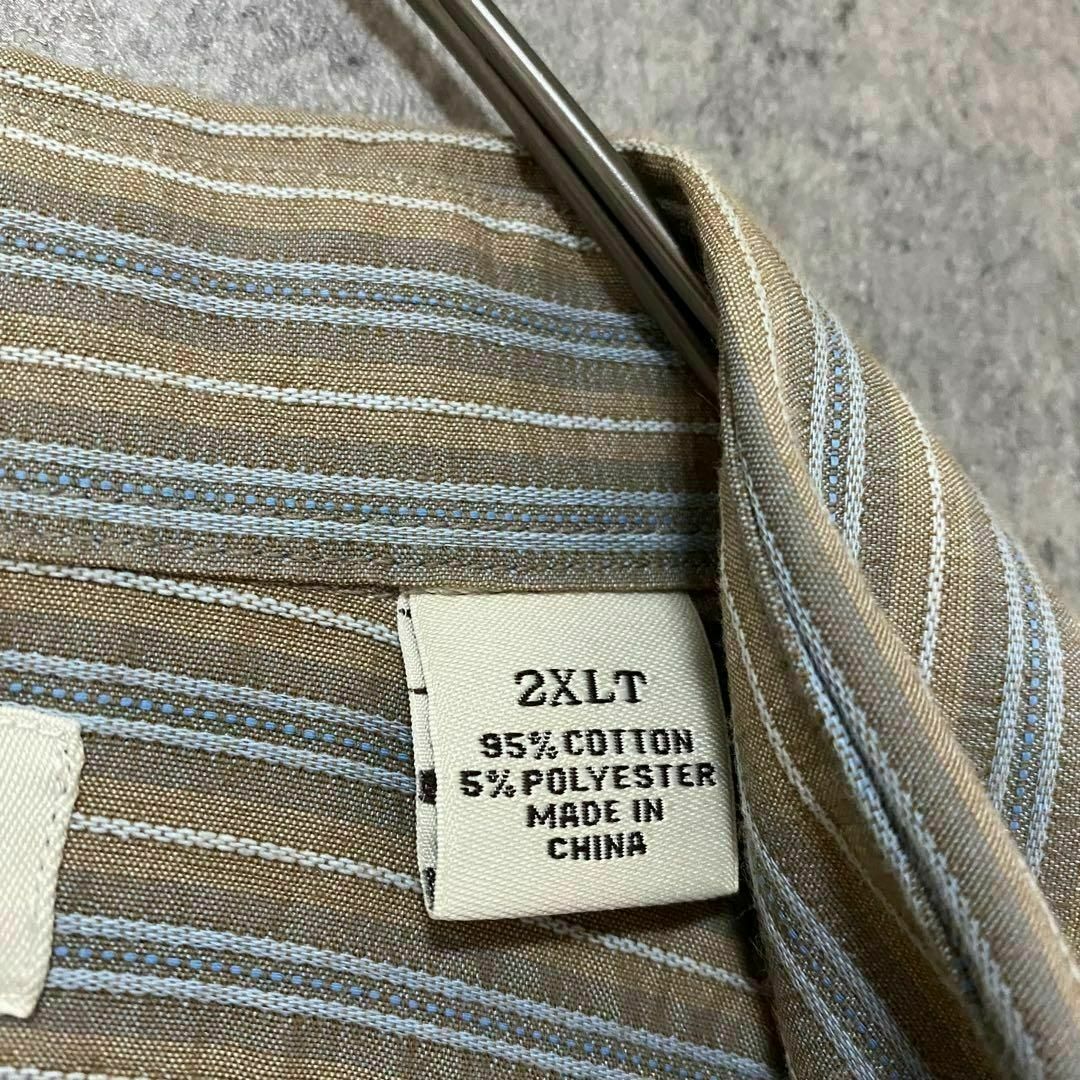 2XLT
95% COTTON
5% POLYESTER
MADE IN
CHINA